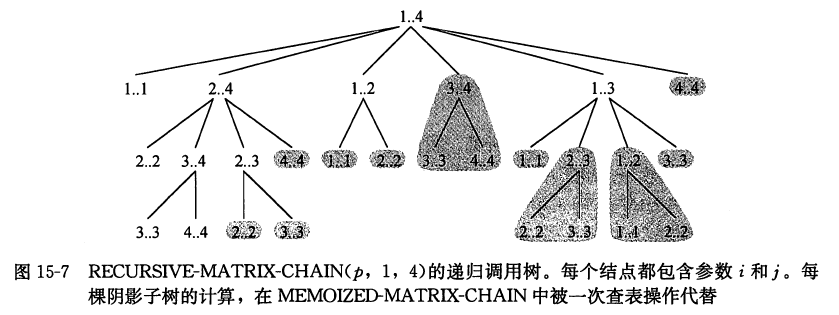 1..4
1..1 2..4 1..2 3..4 1..3 4..4
2..2 3..4 2..3 4..4 1..1 2..2 3..3 4..4 1..1 2..3 1..2 3..3
3..3 4..4 2..2 3..3 2..2 3..3 1..1 2..2
图 15-7 RECURSIVE-MATRIX-CHAIN(p, 1, 4)的递归调用树。每个结点都包含参数 i 和 j。每
棵阴影子树的计算，在 MEMOIZED-MATRIX-CHAIN 中被一次查表操作代替